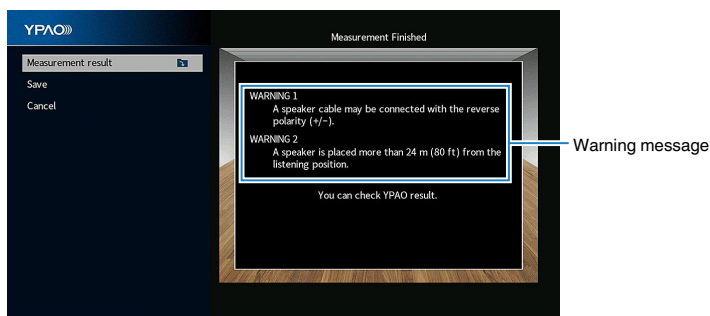 YPAO
Measurement Finished
Measurement result
Save
Cancel
WARNING 1
A speaker cable may be connected with the reverse
polarity (+/-).
WARNING 2
A speaker is placed more than 24 m (80 ft) from the
listening position.
You can check YPAO result.
Warning message